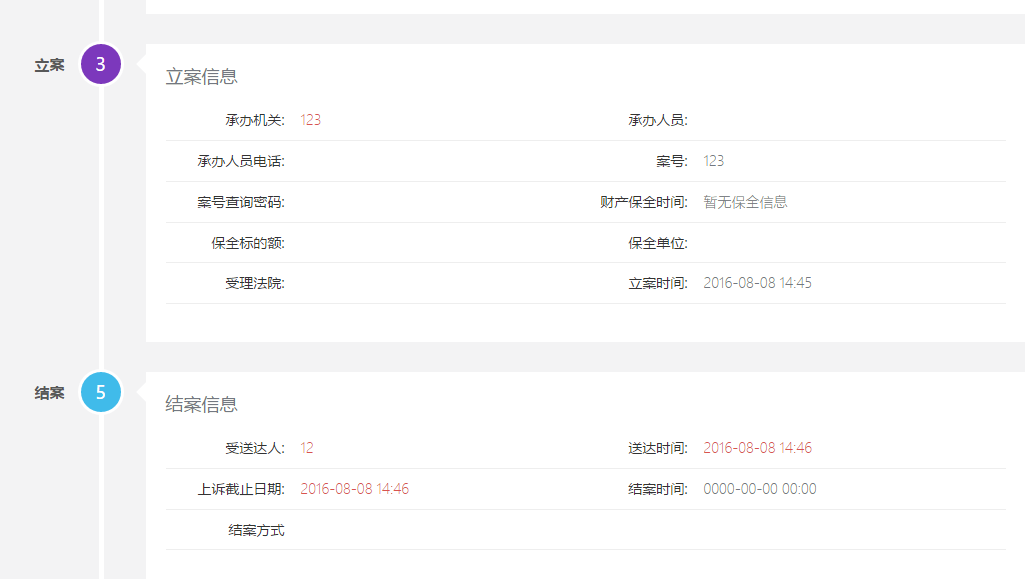 立案 3
立案信息
承办机关: 123 承办人员:
承办人员电话: 案号: 123
案号查询密码: 财产保全时间: 暂无保全信息
保全标的额: 保全单位:
受理法院: 立案时间: 2016-08-08 14:45
结案 5
结案信息
受送达人: 12 送达时间: 2016-08-08 14:46
上诉截止日期: 2016-08-08 14:46 结案时间: 0000-00-00 00:00
结案方式